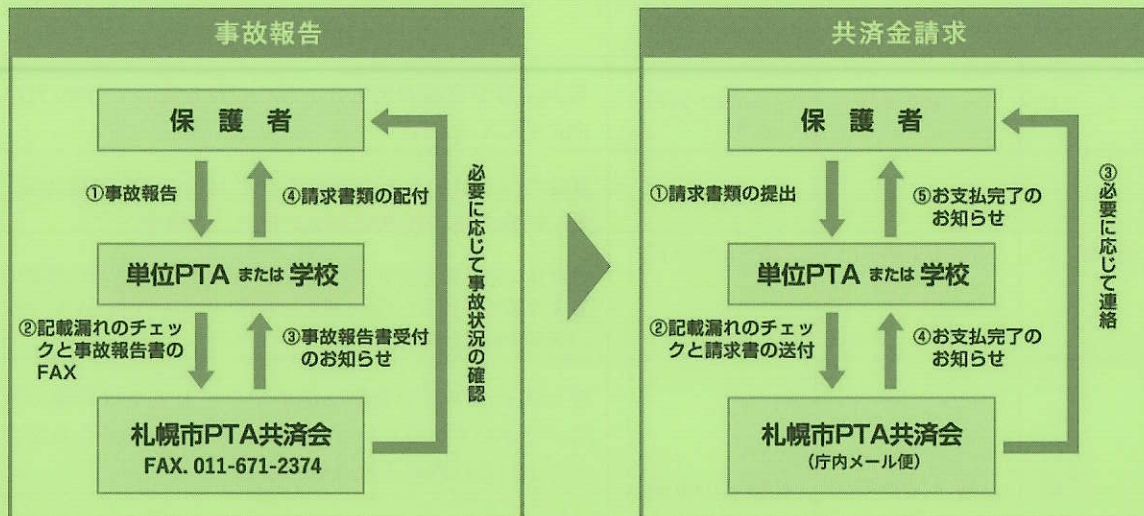 事故報告
保護者
①事故報告
④請求書類の配付
単位PTA または 学校
②記載漏れのチェッ
クと事故報告書の
FAX
③事故報告書受付
のお知らせ
札幌市PTA共済会
FAX. 011-671-2374
必要に応じて事故状況の確認
共済金請求
保護者
①請求書類の提出
⑤お支払完了の
お知らせ
単位PTA または 学校
②記載漏れのチェッ
クと請求書の送付
④お支払完了の
お知らせ
札幌市PTA共済会
(庁内メール便)
③必要に応じて連絡